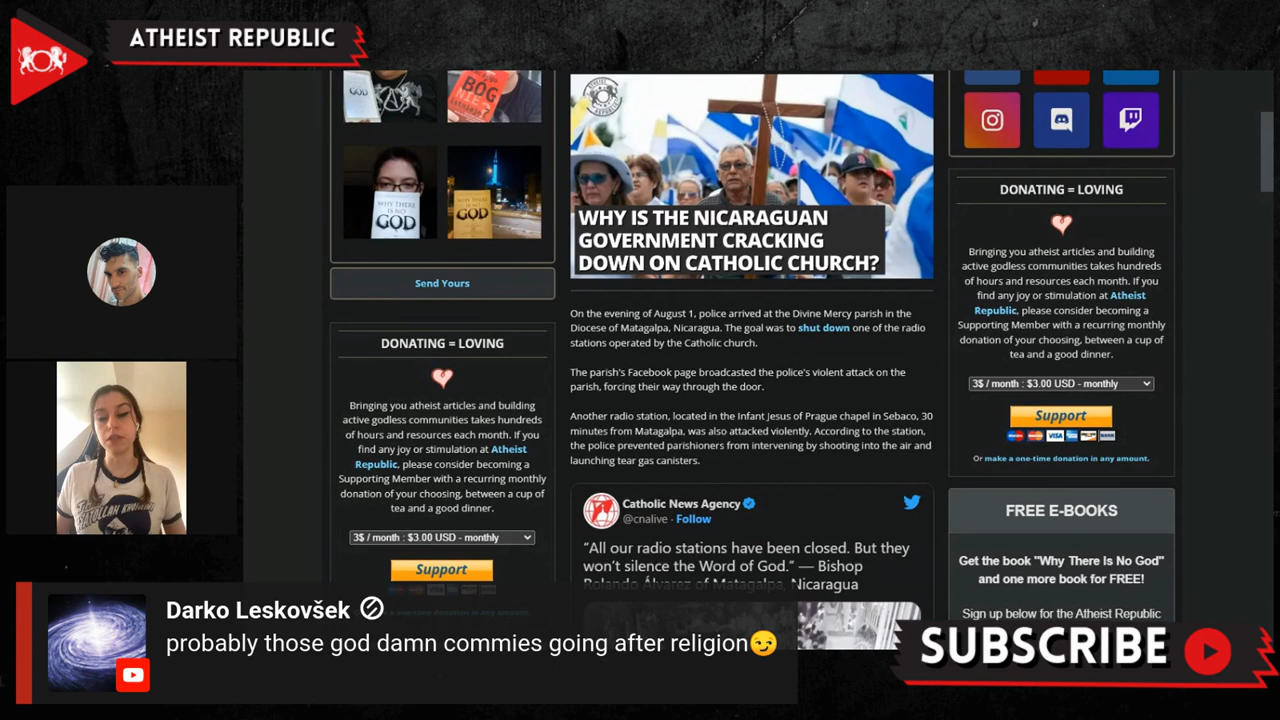 ATHEIST REPUBLIC
GOD
BOG
NIE
WHY THERE
IS NO
GOD
WHY THERE
IS NO
GOD
Send Yours
DONATING = LOVING
Bringing you atheist articles and building
active godless communities takes hundreds
of hours and resources each month. If you
find any joy or stimulation at Atheist
Republic, please consider becoming a
Supporting Member with a recurring monthly
donation of your choosing, between a cup of
tea and a good dinner.
3$ / month : $3.00 USD - monthly
Support
WHY IS THE NICARAGUAN
GOVERNMENT CRACKING
DOWN ON CATHOLIC CHURCH?
On the evening of August 1, police arrived at the Divine Mercy parish in the
Diocese of Matagalpa, Nicaragua. The goal was to shut down one of the radio
stations operated by the Catholic church.
The parish's Facebook page broadcasted the police's violent attack on the
parish, forcing their way through the door.
Another radio station, located in the Infant Jesus of Prague chapel in Sebaco, 30
minutes from Matagalpa, was also attacked violently. According to the station,
the police prevented parishioners from intervening by shooting into the air and
launching tear gas canisters.
Catholic News Agency
@cnalive · Follow
“All our radio stations have been closed. But they
won’t silence the Word of God.” — Bishop
Rolando Álvarez of Matagalpa, Nicaragua
DONATING = LOVING
Bringing you atheist articles and building
active godless communities takes hundreds
of hours and resources each month. If you
find any joy or stimulation at Atheist
Republic, please consider becoming a
Supporting Member with a recurring monthly
donation of your choosing, between a cup of
tea and a good dinner.
3$ / month : $3.00 USD - monthly
Support
VISA
BANK
Or make a one-time donation in any amount.
FREE E-BOOKS
Get the book "Why There Is No God"
and one more book for FREE!
Sign up below for the Atheist Republic
Darko Leskovšek
probably those god damn commies going after religion😏
SUBSCRIBE